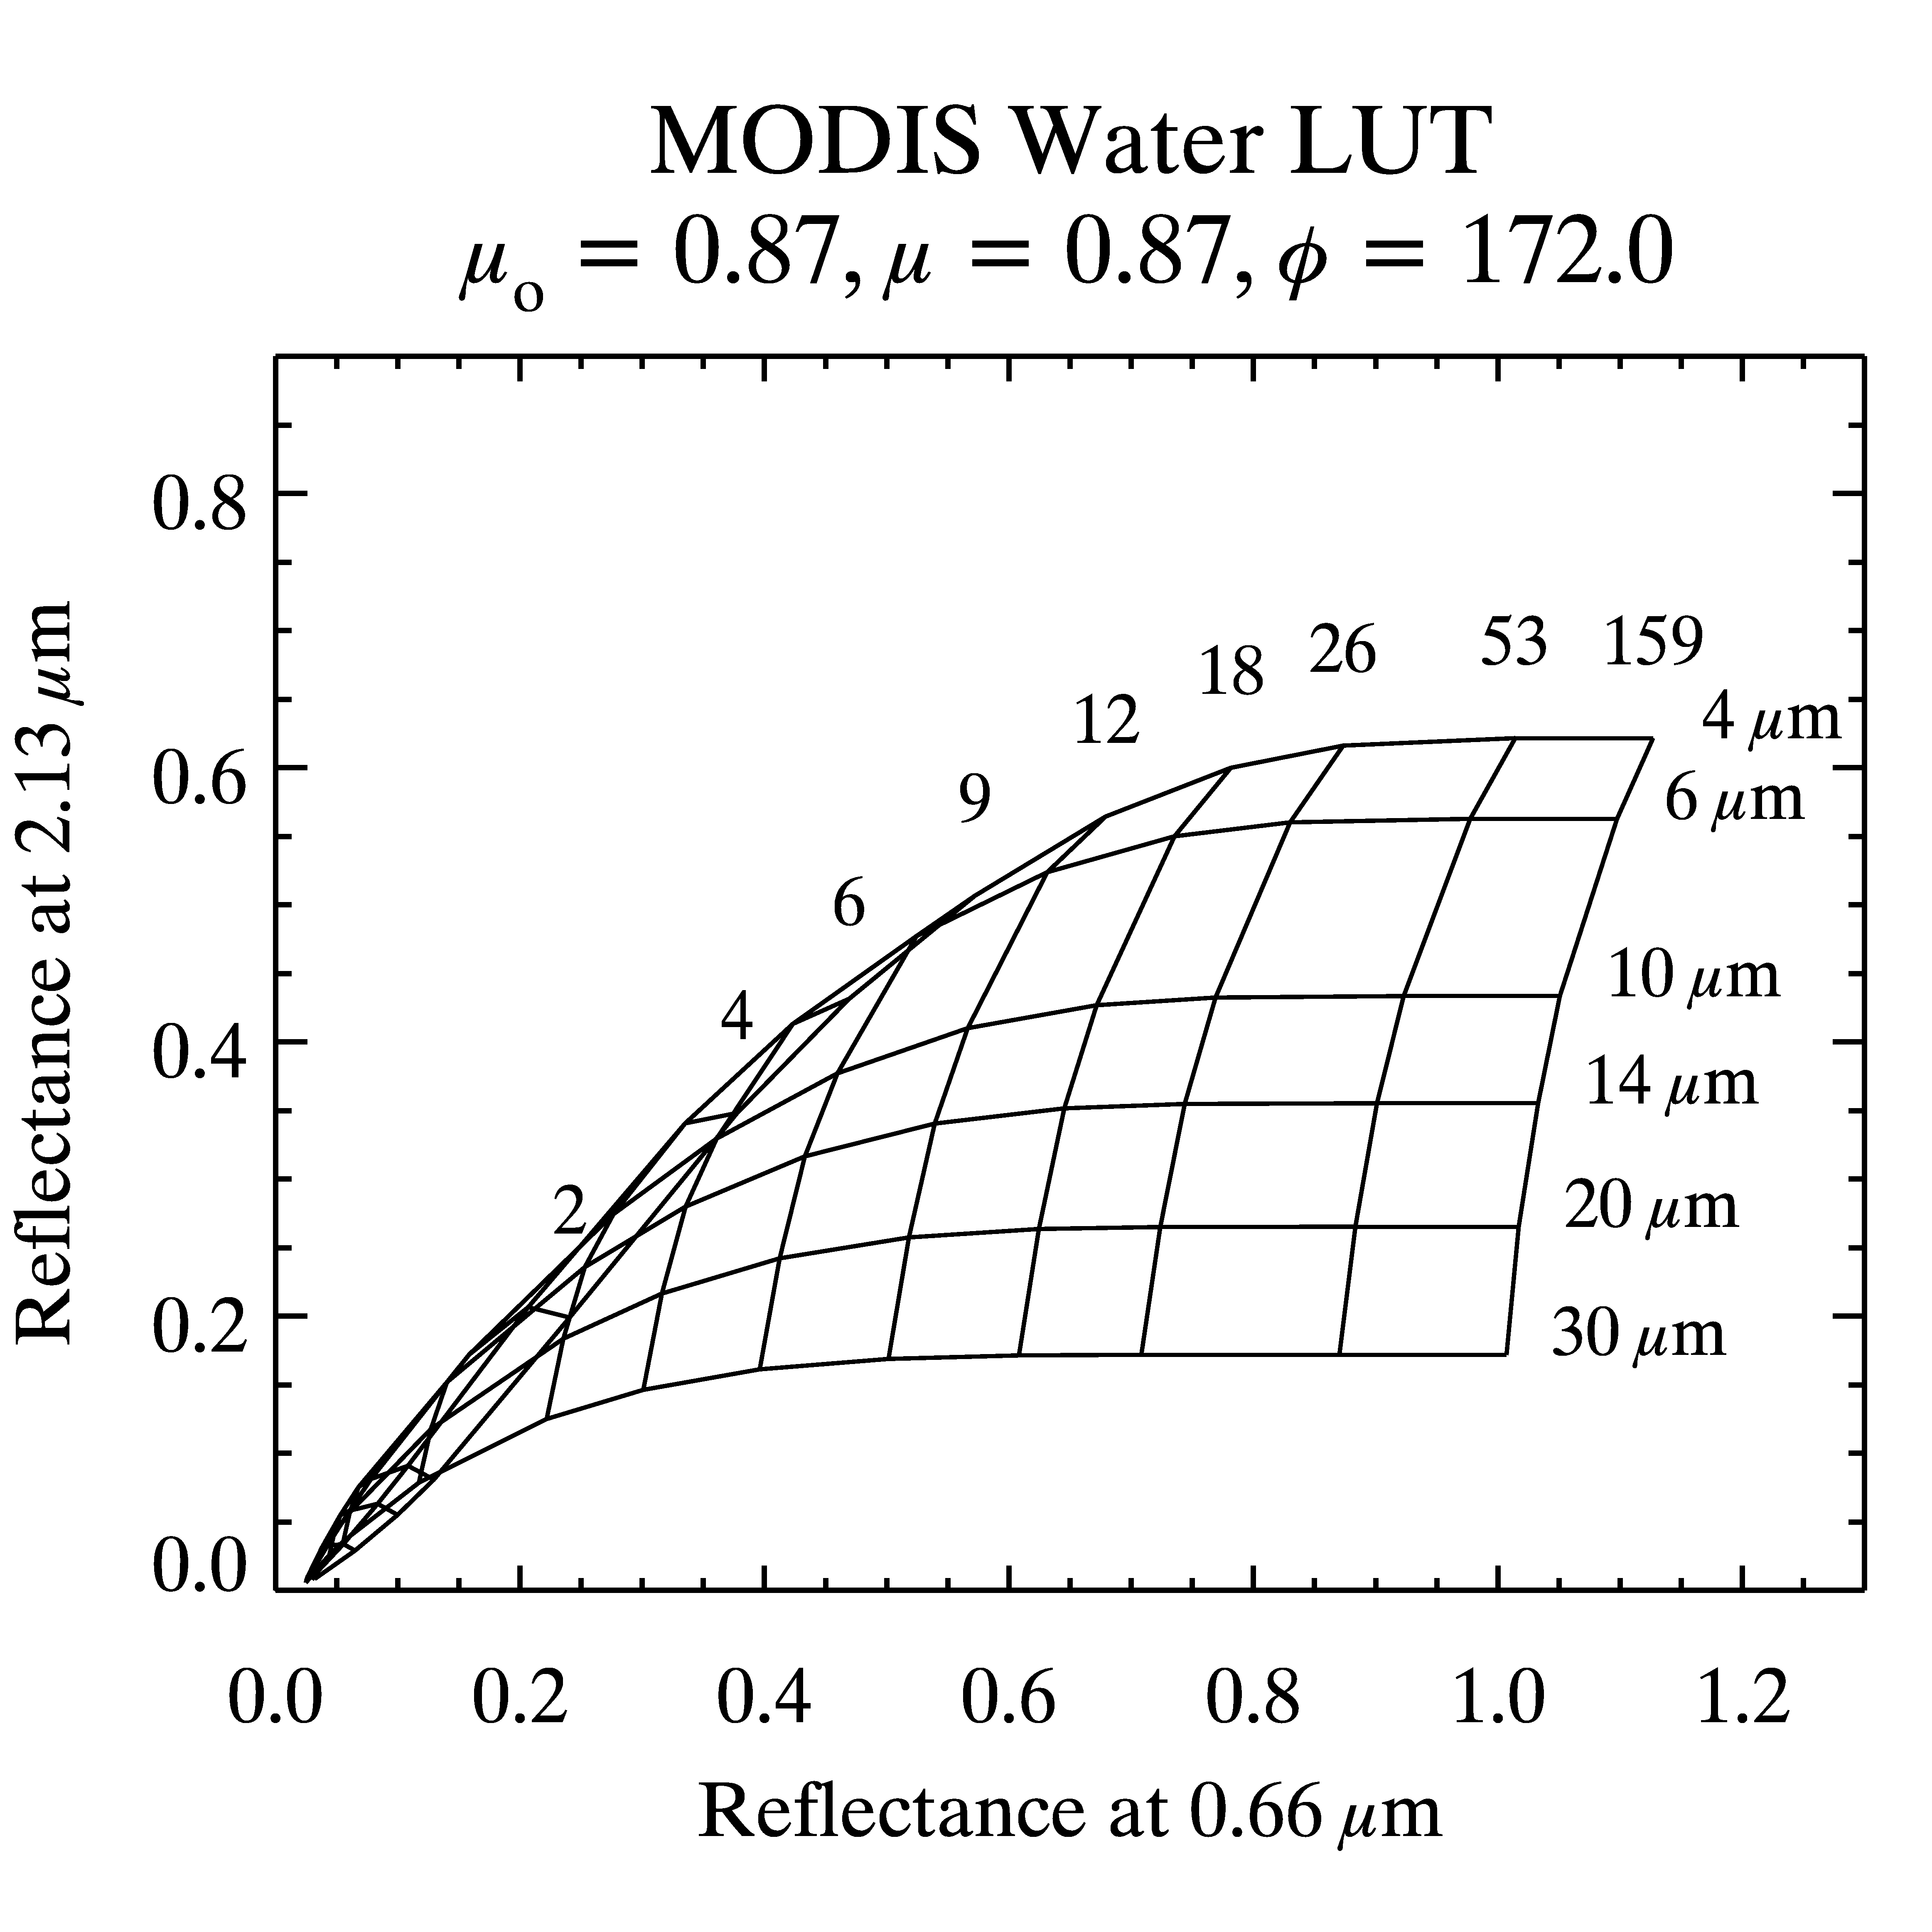 MODIS Water LUT
μo = 0.87, μ = 0.87, ϕ = 172.0
Reflectance at 2.13 μm
0.8
0.6
0.4
0.2
0.0
2
4
6
9
12
18
26
53
159
4 μm
6 μm
10 μm
14 μm
20 μm
30 μm
0.0 0.2 0.4 0.6 0.8 1.0 1.2
Reflectance at 0.66 μm